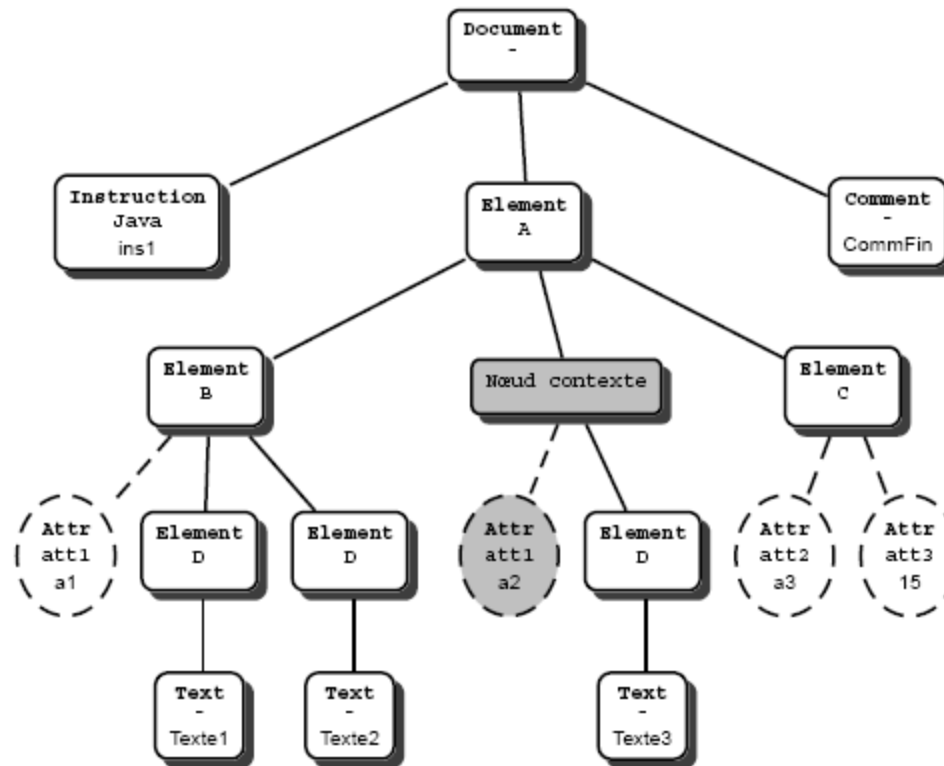 Document
-
Instruction
Java
ins1
Element
A
Comment
-
CommFin
Element
B
Nœud contexte
Element
C
Attr
att1
a1
Element
D
Element
D
Attr
att1
a2
Element
D
Attr
att2
a3
Attr
att3
15
Text
-
Texte1
Text
-
Texte2
Text
-
Texte3